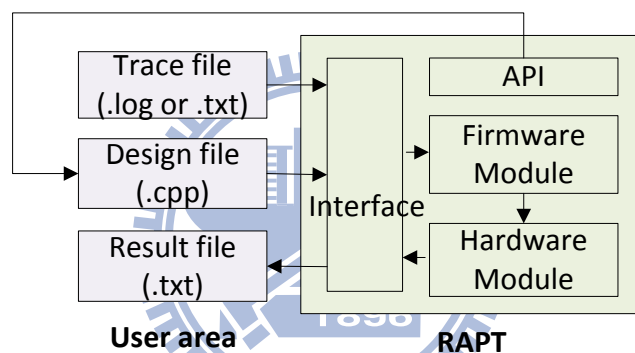 Trace file
(.log or .txt)
Design file
(.cpp)
Result file
(.txt)
User area
Interface
API
Firmware
Module
Hardware
Module
RAPT
1896